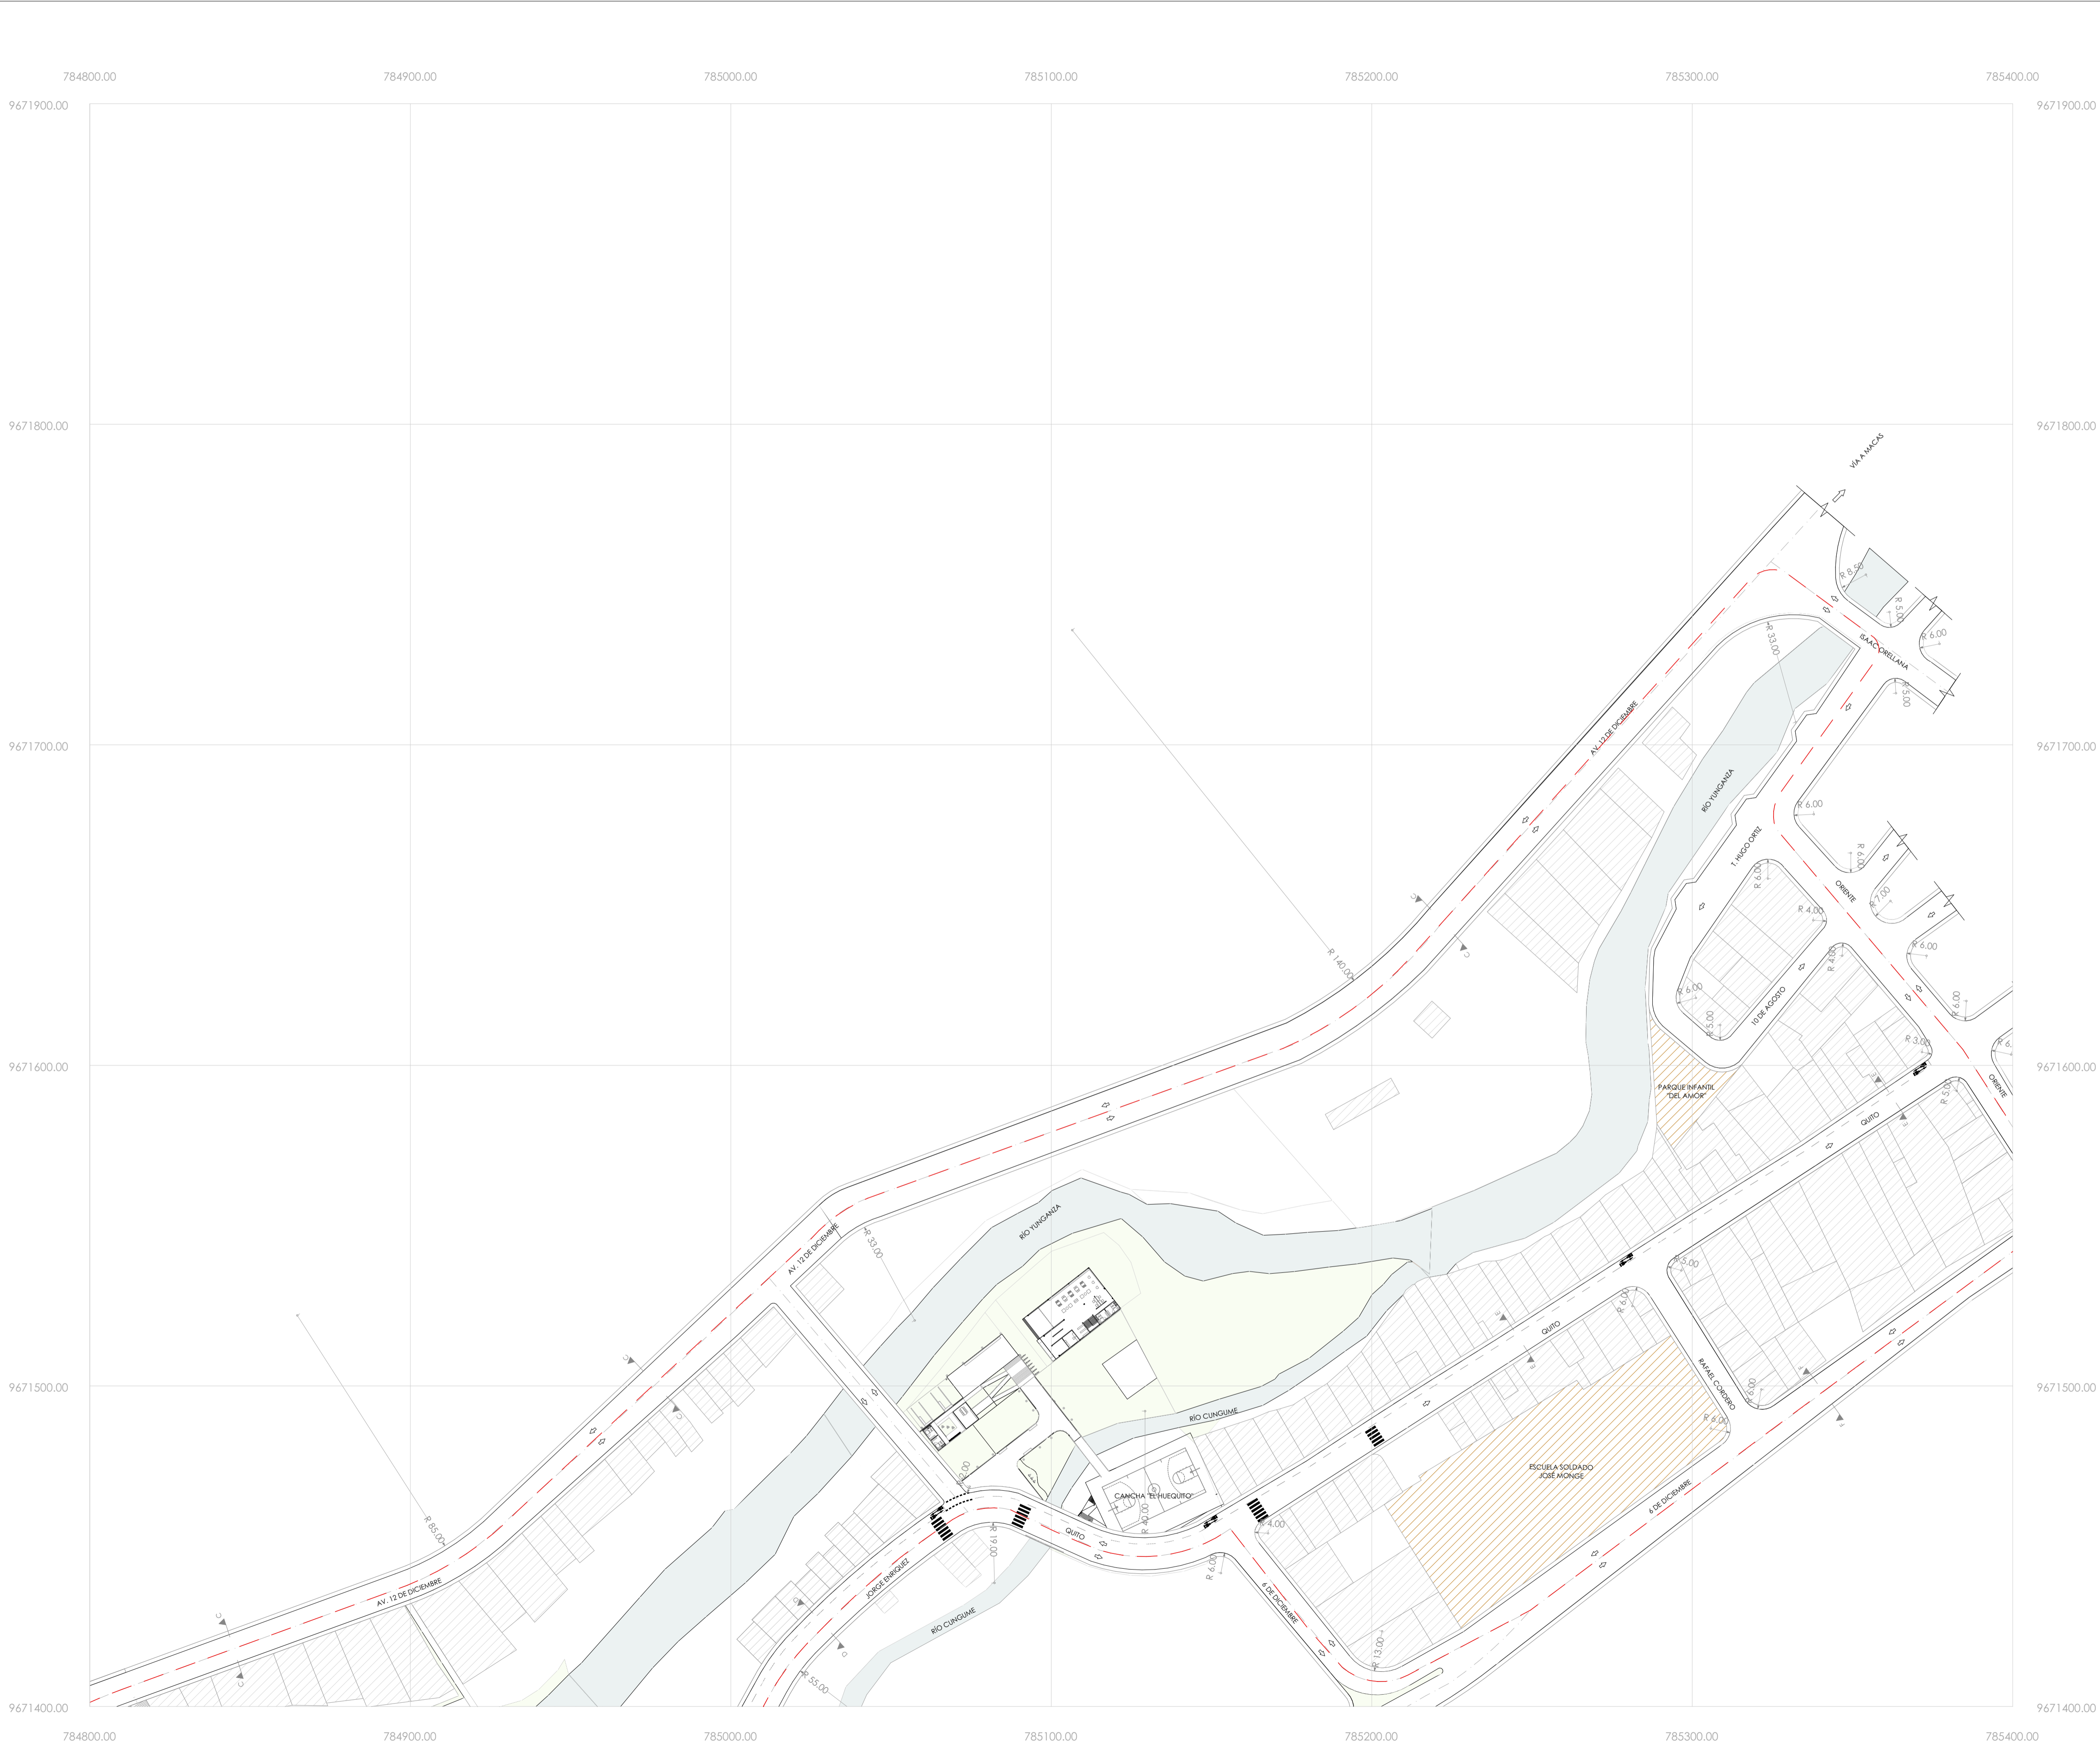 784800.00 784900.00 785000.00 785100.00 785200.00 785300.00 785400.00
9671900.00 9671900.00
9671800.00 9671800.00
VÍA A MACAS
R 8.50
R 5.00
R 6.00
R 33.00
ISAAC ORELLANA
R 5.00
AV. 12 DE DICIEMBRE
9671700.00 9671700.00
RÍO YUNGANZA
R 6.00
T. HUGO ORTIZ
R 6.00
R 6.00
ORIENTE
R 7.00
R 4.00
C
R 6.00
R 4.00
C
R 140.00
R 6.00
10 DE AGOSTO
R 6.00
R 5.00
R 3.00
R 6.
9671600.00 9671600.00
PARQUE INFANTIL
"DEL AMOR"
E
R 5.00
ORIENTE
QUITO
E
RÍO YUNGANZA
AV. 12 DE DICIEMBRE
R 33.00
R 5.00
R 6.00
E
QUITO
C
E
F
9671500.00 9671500.00
RAFAEL CORDERO
R 6.00
C
RÍO CUNGUME
R 6.00
F
ESCUELA SOLDADO
JOSÉ MONGE
CANCHA "EL HUEQUITO"
6 DE DICIEMBRE
R 40.00
R 4.00
R 85.00
QUITO
R 19.00
R 6.00
JORGE ENRIQUEZ
AV. 12 DE DICIEMBRE
D
6 DE DICIEMBRE
C
RÍO CUNGUME
D
R 13.00
C
R 55.00
9671400.00 9671400.00
784800.00 784900.00 785000.00 785100.00 785200.00 785300.00 785400.00